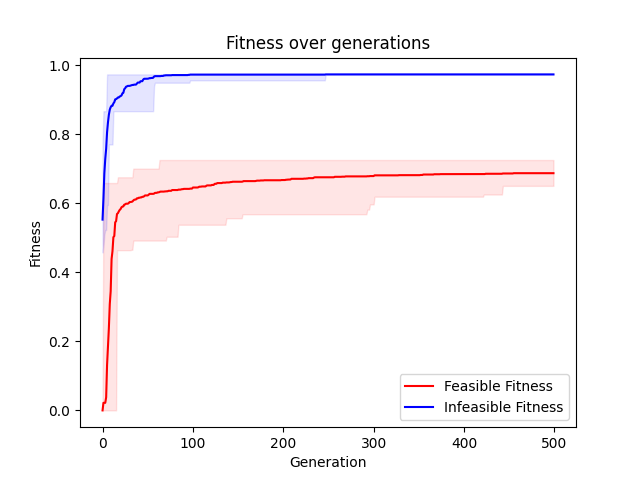 Fitness over generations
1.0
0.8
0.6
0.4
0.2
0.0
Fitness
0 100 200 300 400 500
Generation
Feasible Fitness
Infeasible Fitness